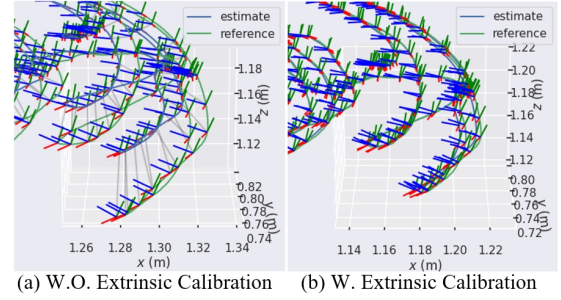 estimate
reference
1.18
1.16
1.14
1.12
z (m)
0.82
0.80
0.78
0.76
0.74
y (m)
1.26 1.28 1.30 1.32 1.34
x (m)
(a) W.O. Extrinsic Calibration
estimate
reference
1.22
1.20
1.18
1.16
1.14
1.12
1.10
z (m)
0.80
0.78
0.76
0.74
0.72
y (m)
1.14 1.16 1.18 1.20 1.22
x (m)
(b) W. Extrinsic Calibration